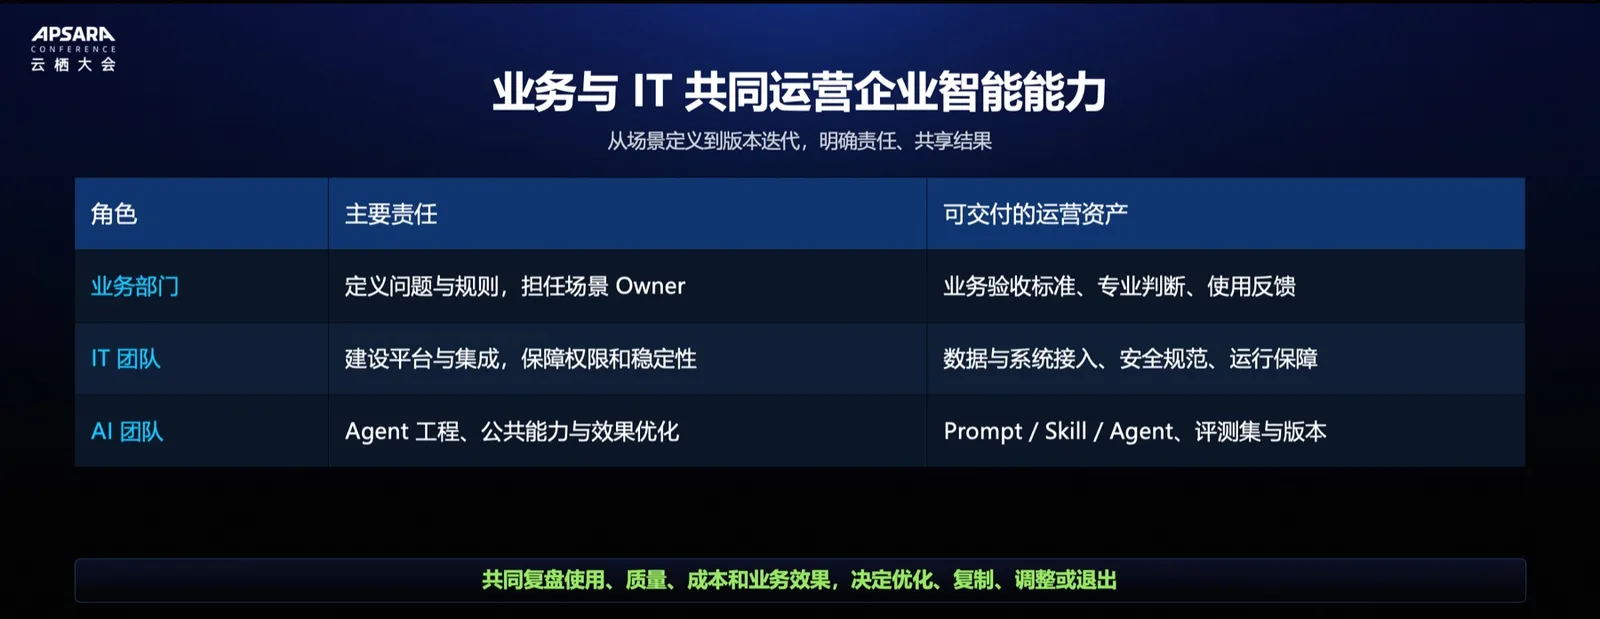 APSARA
CONFERENCE
云栖大会
业务与 IT 共同运营企业智能能力
从场景定义到版本迭代，明确责任、共享结果
角色 主要责任 可交付的运营资产
业务部门 定义问题与规则，担任场景 Owner 业务验收标准、专业判断、使用反馈
IT 团队 建设平台与集成，保障权限和稳定性 数据与系统接入、安全规范、运行保障
AI 团队 Agent 工程、公共能力与效果优化 Prompt / Skill / Agent、评测集与版本
共同复盘使用、质量、成本和业务效果，决定优化、复制、调整或退出